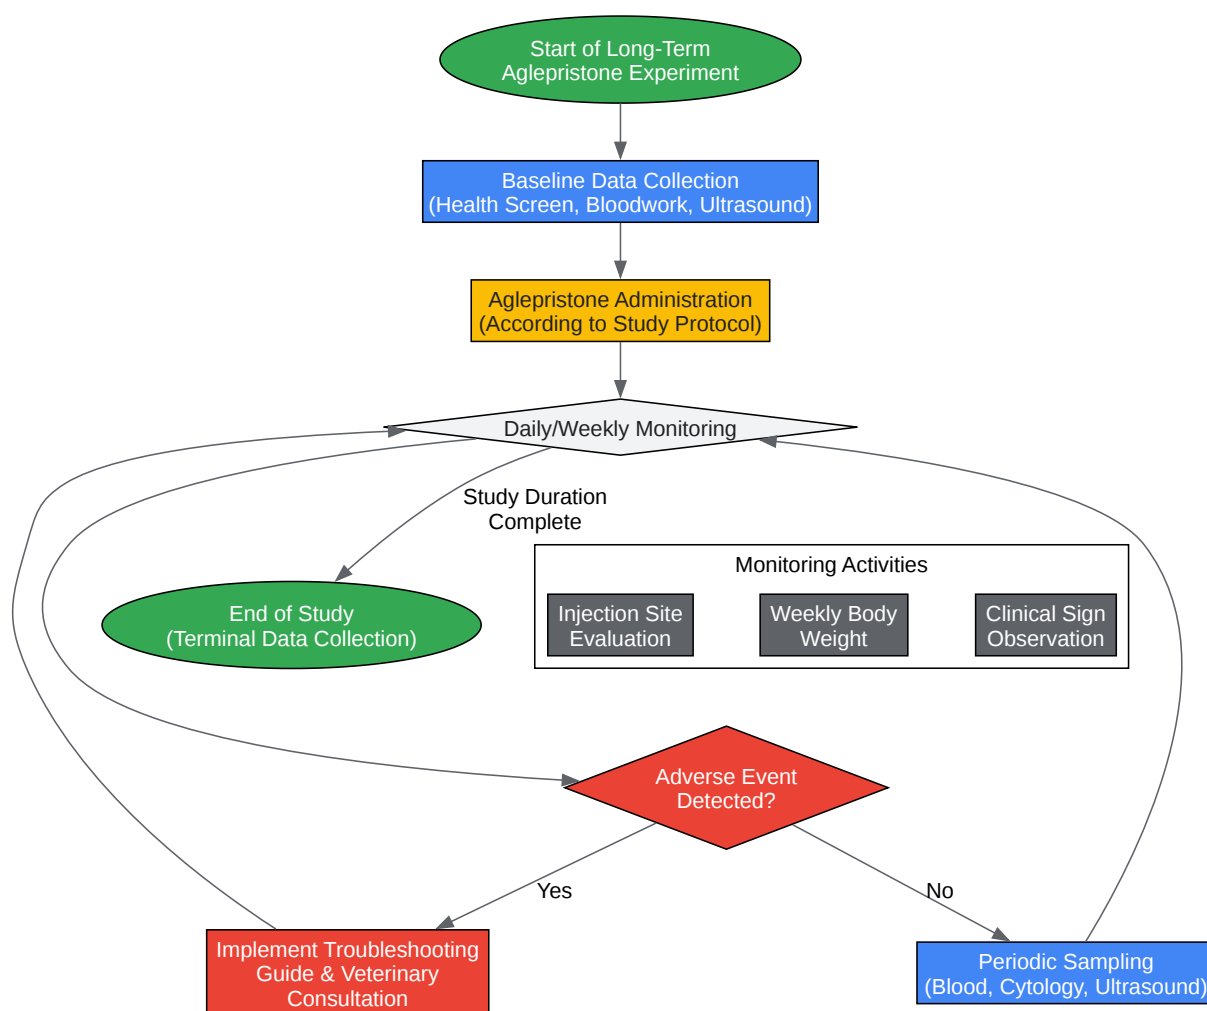 Start of Long-Term
Aglepristone Experiment
Baseline Data Collection
(Health Screen, Bloodwork, Ultrasound)
Aglepristone Administration
(According to Study Protocol)
Daily/Weekly Monitoring
Study Duration
Complete
Monitoring Activities
Injection Site
Evaluation
Weekly Body
Weight
Clinical Sign
Observation
End of Study
(Terminal Data Collection)
Adverse Event
Detected?
Yes
No
Implement Troubleshooting
Guide & Veterinary
Consultation
Periodic Sampling
(Blood, Cytology, Ultrasound)